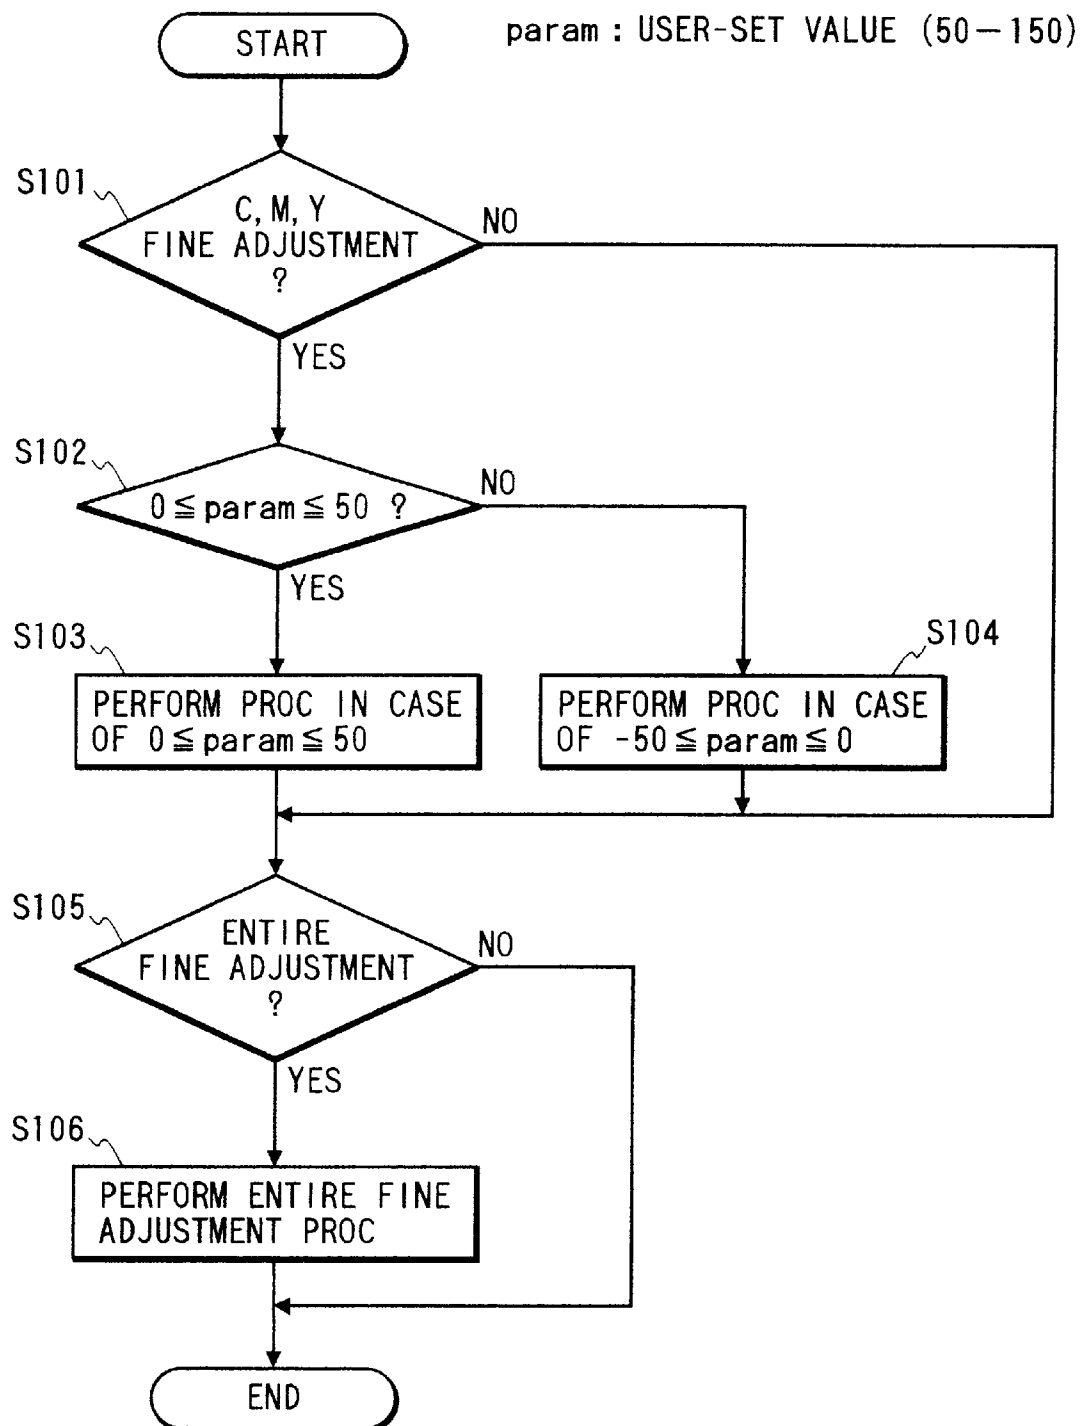 START
param : USER-SET VALUE (50-150)
S101
C, M, Y
FINE ADJUSTMENT
?
NO
YES
S102
0≦param≦50 ?
NO
YES
S103
PERFORM PROC IN CASE
OF 0≦param≦50
S104
PERFORM PROC IN CASE
OF -50≦param≦0
S105
ENTIRE
FINE ADJUSTMENT
?
NO
YES
S106
PERFORM ENTIRE FINE
ADJUSTMENT PROC
END